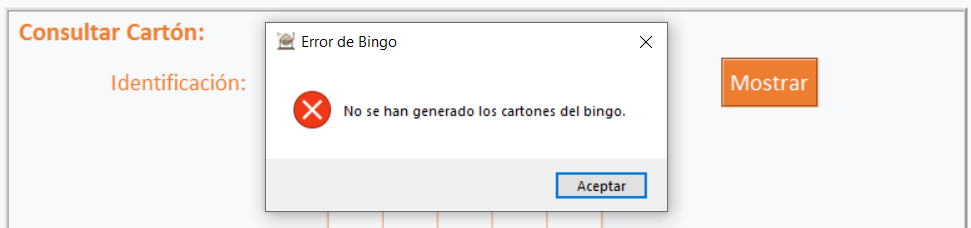 Consultar Cartón:
Error de Bingo
Identificación:
Mostrar
No se han generado los cartones del bingo.
Aceptar